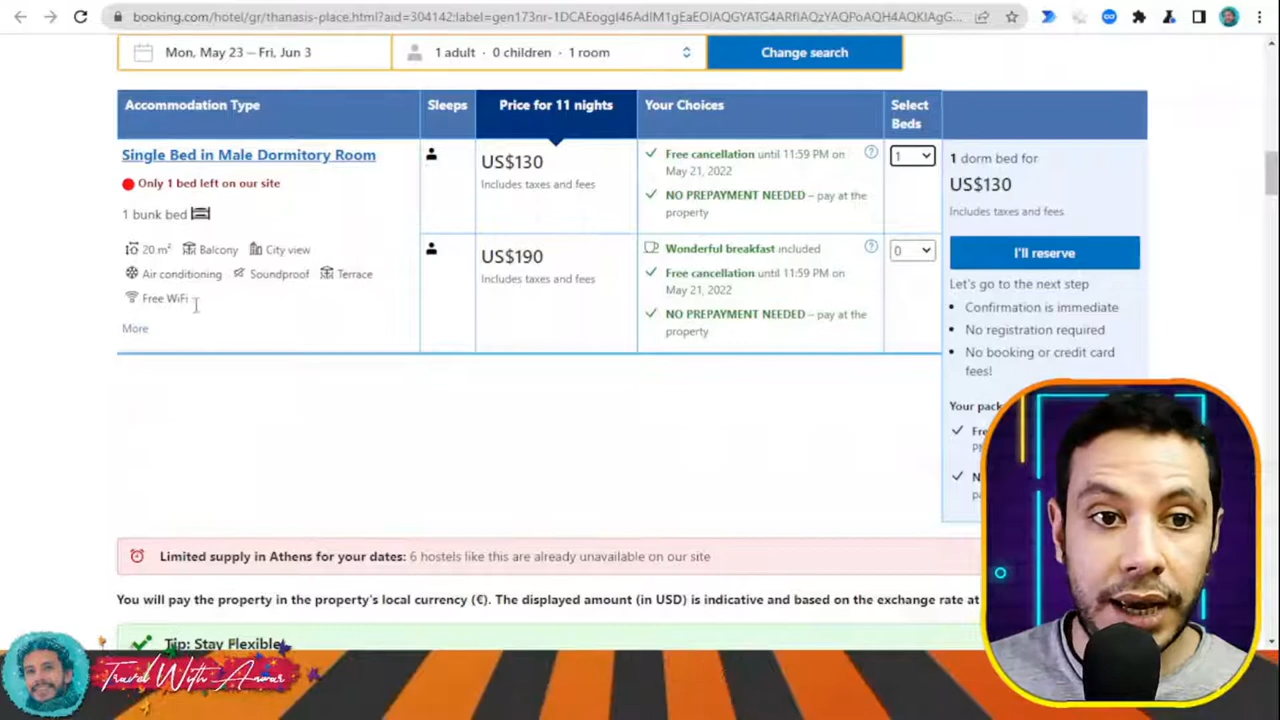 booking.com/hotel/gr/thanasis-place.html?aid=304142:label=gen173nr-1DCAEoggI46AdIM1gEaEOIAQGYATG4ARfIAQzYAQPoAQH4AQKIAgG...
Mon, May 23 — Fri, Jun 3
1 adult · 0 children · 1 room
Change search
Accommodation Type
Sleeps
Price for 11 nights
Your Choices
Select
Beds
Single Bed in Male Dormitory Room
Only 1 bed left on our site
1 bunk bed
20 m²
Balcony
City view
Air conditioning
Soundproof
Terrace
Free WiFi
More
US$130
Includes taxes and fees
Free cancellation until 11:59 PM on
May 21, 2022
NO PREPAYMENT NEEDED – pay at the
property
1
US$190
Includes taxes and fees
Wonderful breakfast included
Free cancellation until 11:59 PM on
May 21, 2022
NO PREPAYMENT NEEDED – pay at the
property
0
1 dorm bed for
US$130
Includes taxes and fees
I'll reserve
Let's go to the next step
Confirmation is immediate
No registration required
No booking or credit card
fees!
Your pack
Fre
PM
N
pa
Limited supply in Athens for your dates: 6 hostels like this are already unavailable on our site
You will pay the property in the property's local currency (€). The displayed amount (in USD) is indicative and based on the exchange rate at
Tip: Stay Flexible!
Travel With Anwar